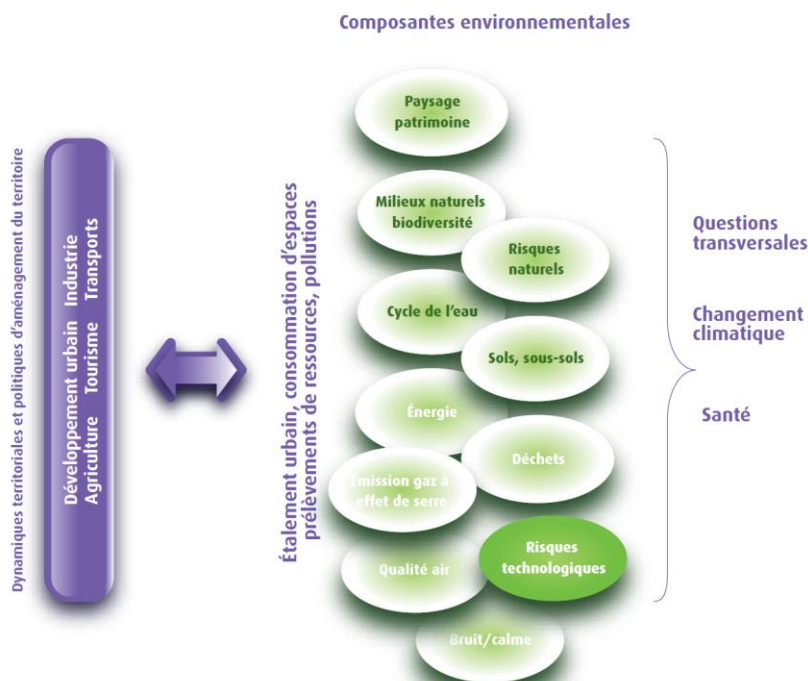 Composantes environnementales
Dynamiques territoriales et politiques d'aménagement du territoire
Développement urbain Industrie
Agriculture Tourisme Transports
Étalement urbain, consommation d'espaces
prélèvements de ressources, pollutions
Paysage
patrimoine
Milieux naturels
biodiversité
Risques
naturels
Cycle de l'eau
Sols, sous-sols
Énergie
Déchets
Émission gaz à
effet de serre
Risques
technologiques
Qualité air
Bruit/calme
Questions
transversales
Changement
climatique
Santé